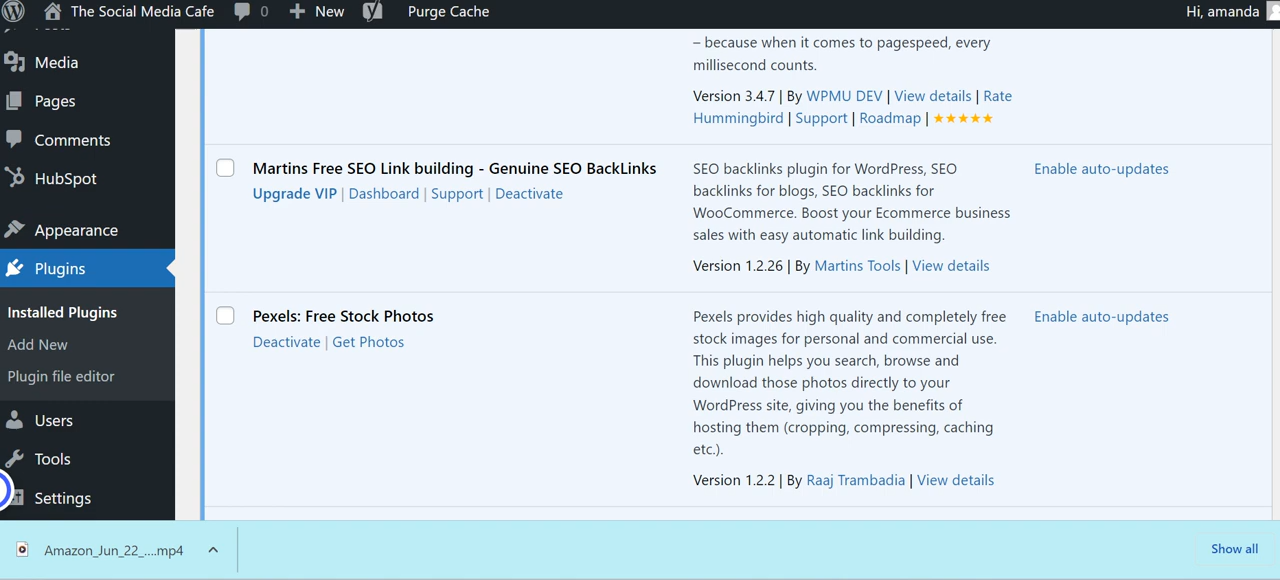 The Social Media Cafe 0 New Purge Cache Hi, amanda
Media
Pages
Comments
HubSpot
Appearance
Plugins
Installed Plugins
Add New
Plugin file editor
Users
Tools
Settings
– because when it comes to pagespeed, every
millisecond counts.
Version 3.4.7 | By WPMU DEV | View details | Rate
Hummingbird | Support | Roadmap | ★★★★★
Martins Free SEO Link building - Genuine SEO BackLinks
Upgrade VIP | Dashboard | Support | Deactivate
SEO backlinks plugin for WordPress, SEO
backlinks for blogs, SEO backlinks for
WooCommerce. Boost your Ecommerce business
sales with easy automatic link building.
Version 1.2.26 | By Martins Tools | View details
Enable auto-updates
Pexels: Free Stock Photos
Deactivate | Get Photos
Pexels provides high quality and completely free
stock images for personal and commercial use.
This plugin helps you search, browse and
download those photos directly to your
WordPress site, giving you the benefits of
hosting them (cropping, compressing, caching
etc.).
Version 1.2.2 | By Raaj Trambadia | View details
Enable auto-updates
Amazon_Jun_22_....mp4
Show all